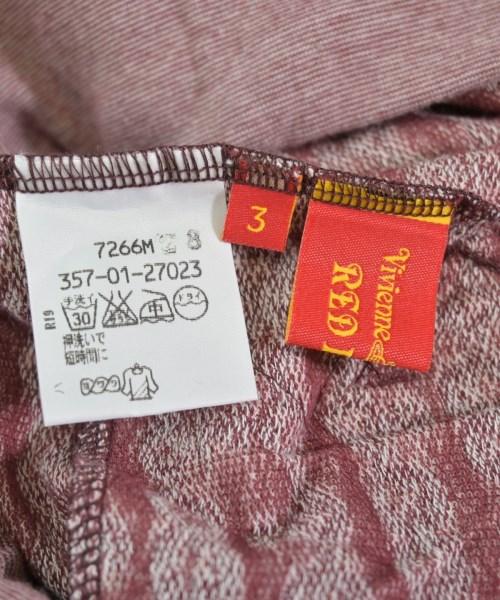 7266M
357-01-27023
手洗イ
30
中
ドライ
押洗いで
短時間に
R19
3
Vivienne
RED